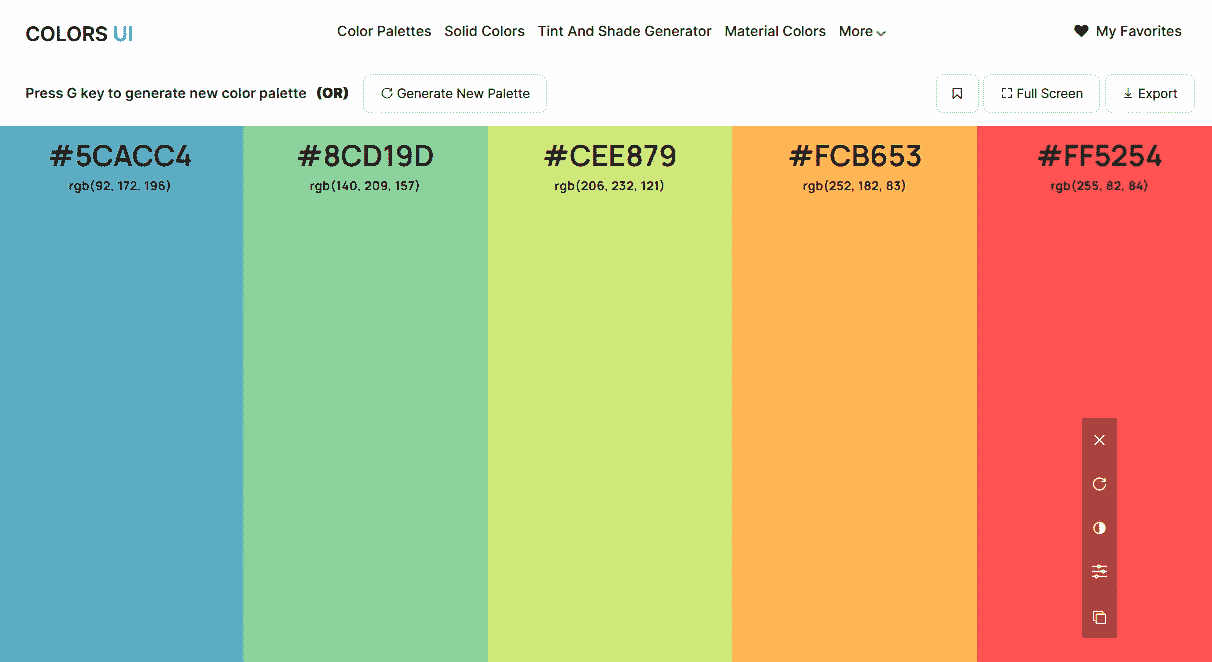 COLORS UI
Color Palettes Solid Colors Tint And Shade Generator Material Colors More
My Favorites
Press G key to generate new color palette (OR) Generate New Palette
Full Screen
Export
#5CACC4
rgb(92, 172, 196)
#8CD19D
rgb(140, 209, 157)
#CEE879
rgb(206, 232, 121)
#FCB653
rgb(252, 182, 83)
#FF5254
rgb(255, 82, 84)